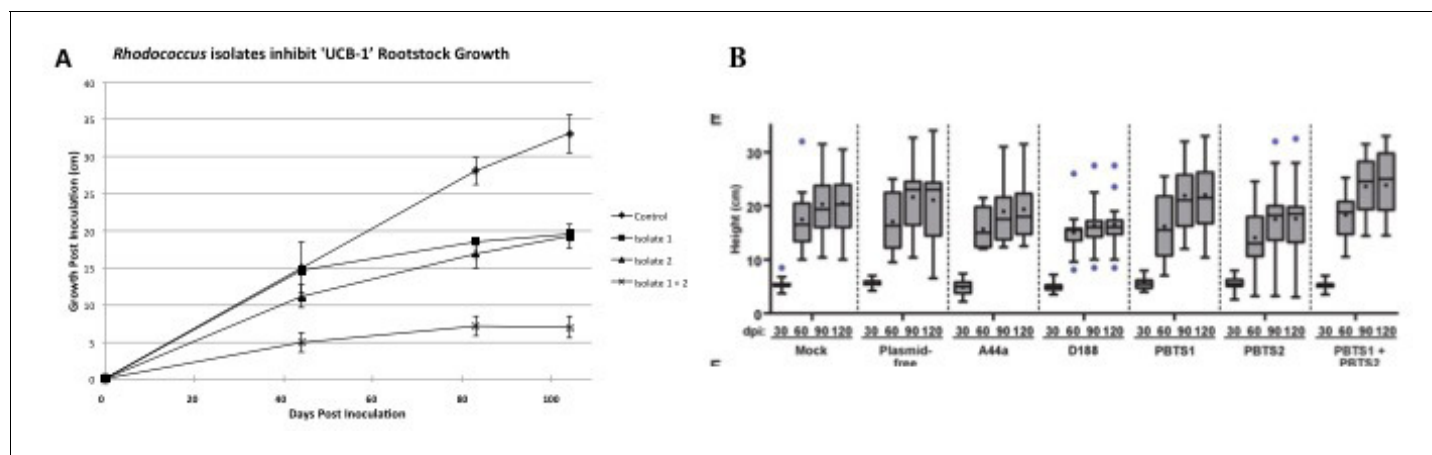 A
Rhodococcus isolates inhibit 'UCB-1' Rootstock Growth
Growth Post Inoculation (cm)
40
35
30
25
20
15
10
5
0
0 20 40 60 80 100
Days Post Inoculation
Control
Isolate 1
Isolate 2
Isolate 1 + 2
B
Height (cm)
30
20
10
0
dpi: 30 60 90 120 30 60 90 120 30 60 90 120 30 60 90 120 30 60 90 120 30 60 90 120 30 60 90 120
Mock Plasmid- A44a D188 PBTS1 PBTS2 PBTS1 +
free PBTS2